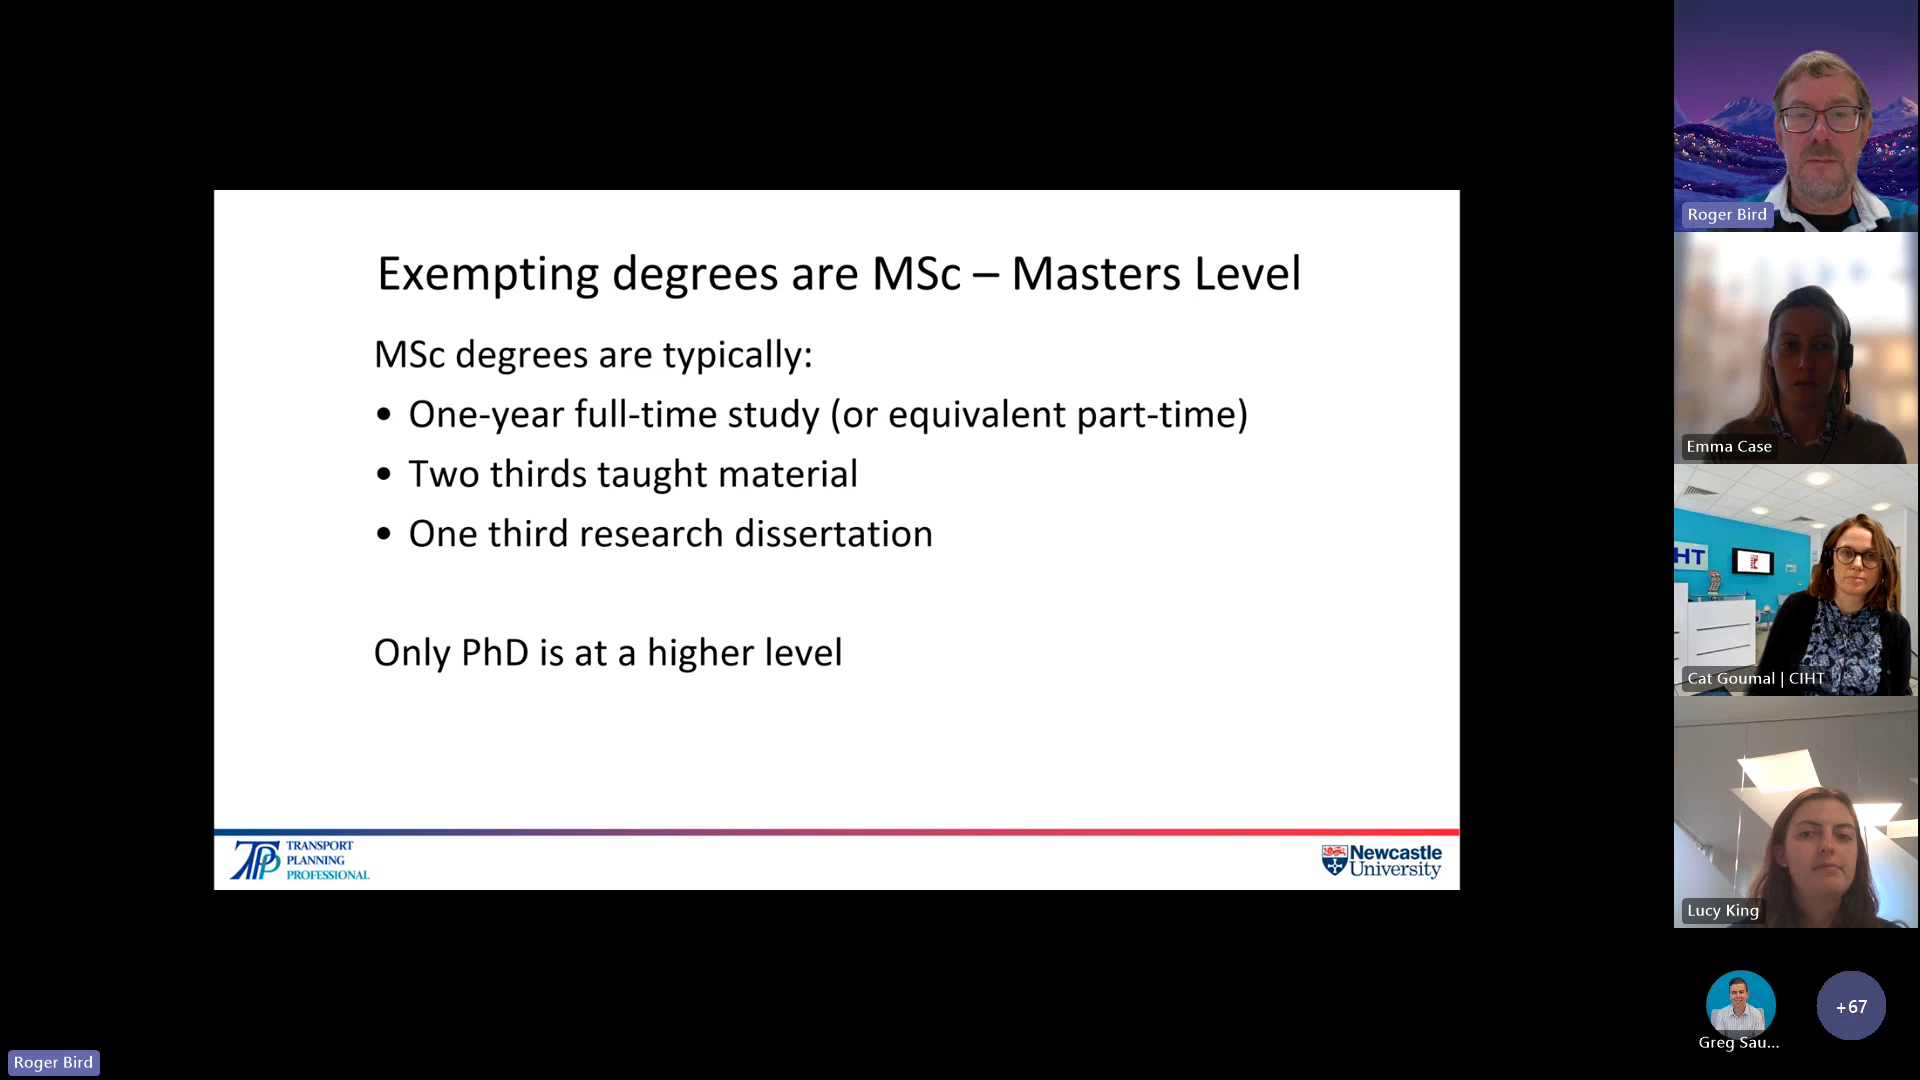 Exempting degrees are MSc – Masters Level
MSc degrees are typically:
• One-year full-time study (or equivalent part-time)
• Two thirds taught material
• One third research dissertation
Only PhD is at a higher level
TPP
TRANSPORT
PLANNING
PROFESSIONAL
Newcastle
University
Roger Bird
Emma Case
HT
Cat Goumal | CIHT
Lucy King
Greg Sau...
+67
Roger Bird